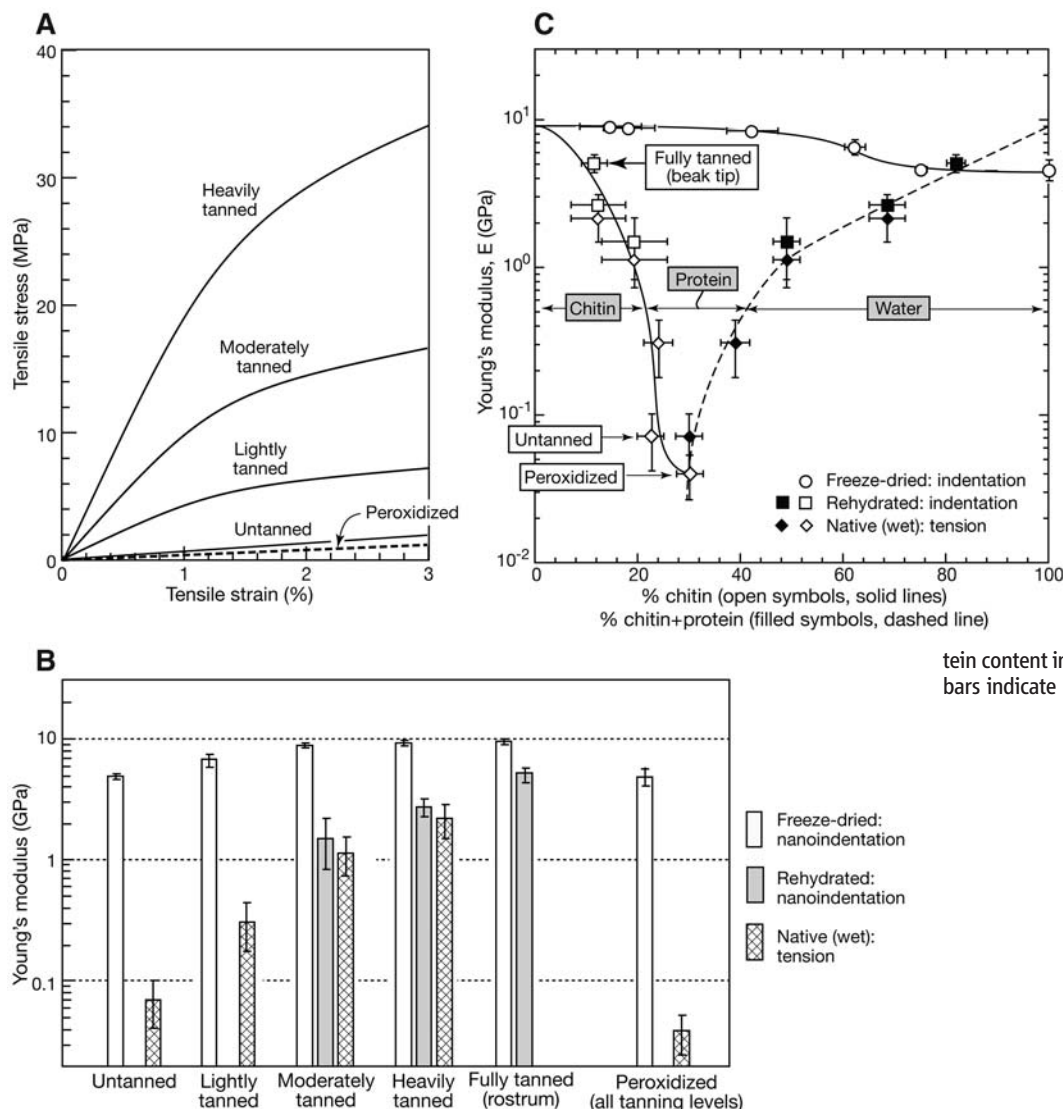 A
40
30
20
10
0
Tensile stress (MPa)
Heavily
tanned
Moderately
tanned
Lightly
tanned
Untanned
Peroxidized
0
1
2
3
Tensile strain (%)
C
10¹
10⁰
10⁻¹
10⁻²
Young's modulus, E (GPa)
Fully tanned
(beak tip)
Chitin
Protein
Water
Untanned
Peroxidized
Freeze-dried: indentation
Rehydrated: indentation
Native (wet): tension
0
20
40
60
80
100
% chitin (open symbols, solid lines)
% chitin+protein (filled symbols, dashed line)
tein content in
bars indicate
B
10
1
0.1
Young's modulus (GPa)
Untanned
Lightly
tanned
Moderately
tanned
Heavily
tanned
Fully tanned
(rostrum)
Peroxidized
(all tanning levels)
Freeze-dried:
nanoindentation
Rehydrated:
nanoindentation
Native (wet):
tension